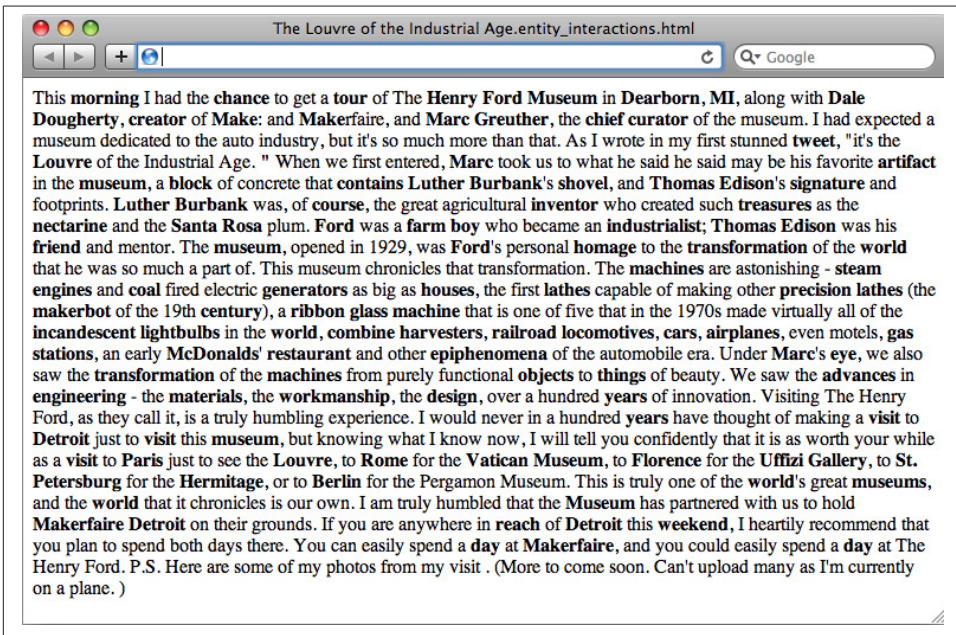 The Louvre of the Industrial Age.entity_interactions.html
+
Google
This morning I had the chance to get a tour of The Henry Ford Museum in Dearborn, MI, along with Dale
Dougherty, creator of Make: and Makerfaire, and Marc Greuther, the chief curator of the museum. I had expected a
museum dedicated to the auto industry, but it's so much more than that. As I wrote in my first stunned tweet, "it's the
Louvre of the Industrial Age. " When we first entered, Marc took us to what he said he said may be his favorite artifact
in the museum, a block of concrete that contains Luther Burbank's shovel, and Thomas Edison's signature and
footprints. Luther Burbank was, of course, the great agricultural inventor who created such treasures as the
nectarine and the Santa Rosa plum. Ford was a farm boy who became an industrialist; Thomas Edison was his
friend and mentor. The museum, opened in 1929, was Ford's personal homage to the transformation of the world
that he was so much a part of. This museum chronicles that transformation. The machines are astonishing - steam
engines and coal fired electric generators as big as houses, the first lathes capable of making other precision lathes (the
makerbot of the 19th century), a ribbon glass machine that is one of five that in the 1970s made virtually all of the
incandescent lightbulbs in the world, combine harvesters, railroad locomotives, cars, airplanes, even motels, gas
stations, an early McDonalds' restaurant and other epiphenomena of the automobile era. Under Marc's eye, we also
saw the transformation of the machines from purely functional objects to things of beauty. We saw the advances in
engineering - the materials, the workmanship, the design, over a hundred years of innovation. Visiting The Henry
Ford, as they call it, is a truly humbling experience. I would never in a hundred years have thought of making a visit to
Detroit just to visit this museum, but knowing what I know now, I will tell you confidently that it is as worth your while
as a visit to Paris just to see the Louvre, to Rome for the Vatican Museum, to Florence for the Uffizi Gallery, to St.
Petersburg for the Hermitage, or to Berlin for the Pergamon Museum. This is truly one of the world's great museums,
and the world that it chronicles is our own. I am truly humbled that the Museum has partnered with us to hold
Makerfaire Detroit on their grounds. If you are anywhere in reach of Detroit this weekend, I heartily recommend that
you plan to spend both days there. You can easily spend a day at Makerfaire, and you could easily spend a day at The
Henry Ford. P.S. Here are some of my photos from my visit . (More to come soon. Can't upload many as I'm currently
on a plane. )